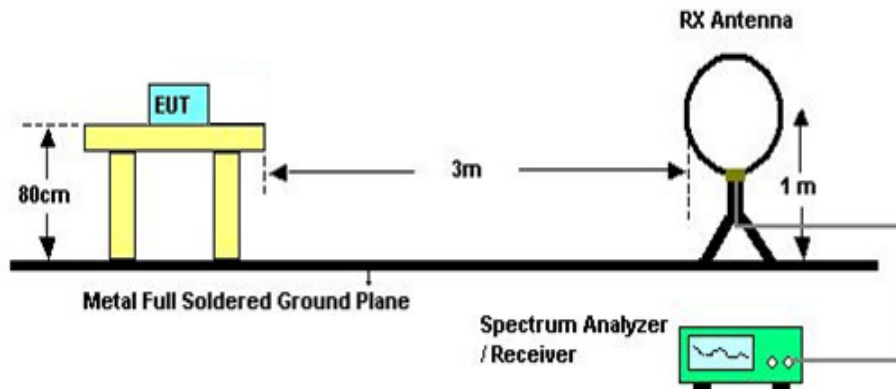 RX Antenna
EUT
80cm
3m
1 m
Metal Full Soldered Ground Plane
Spectrum Analyzer
/ Receiver